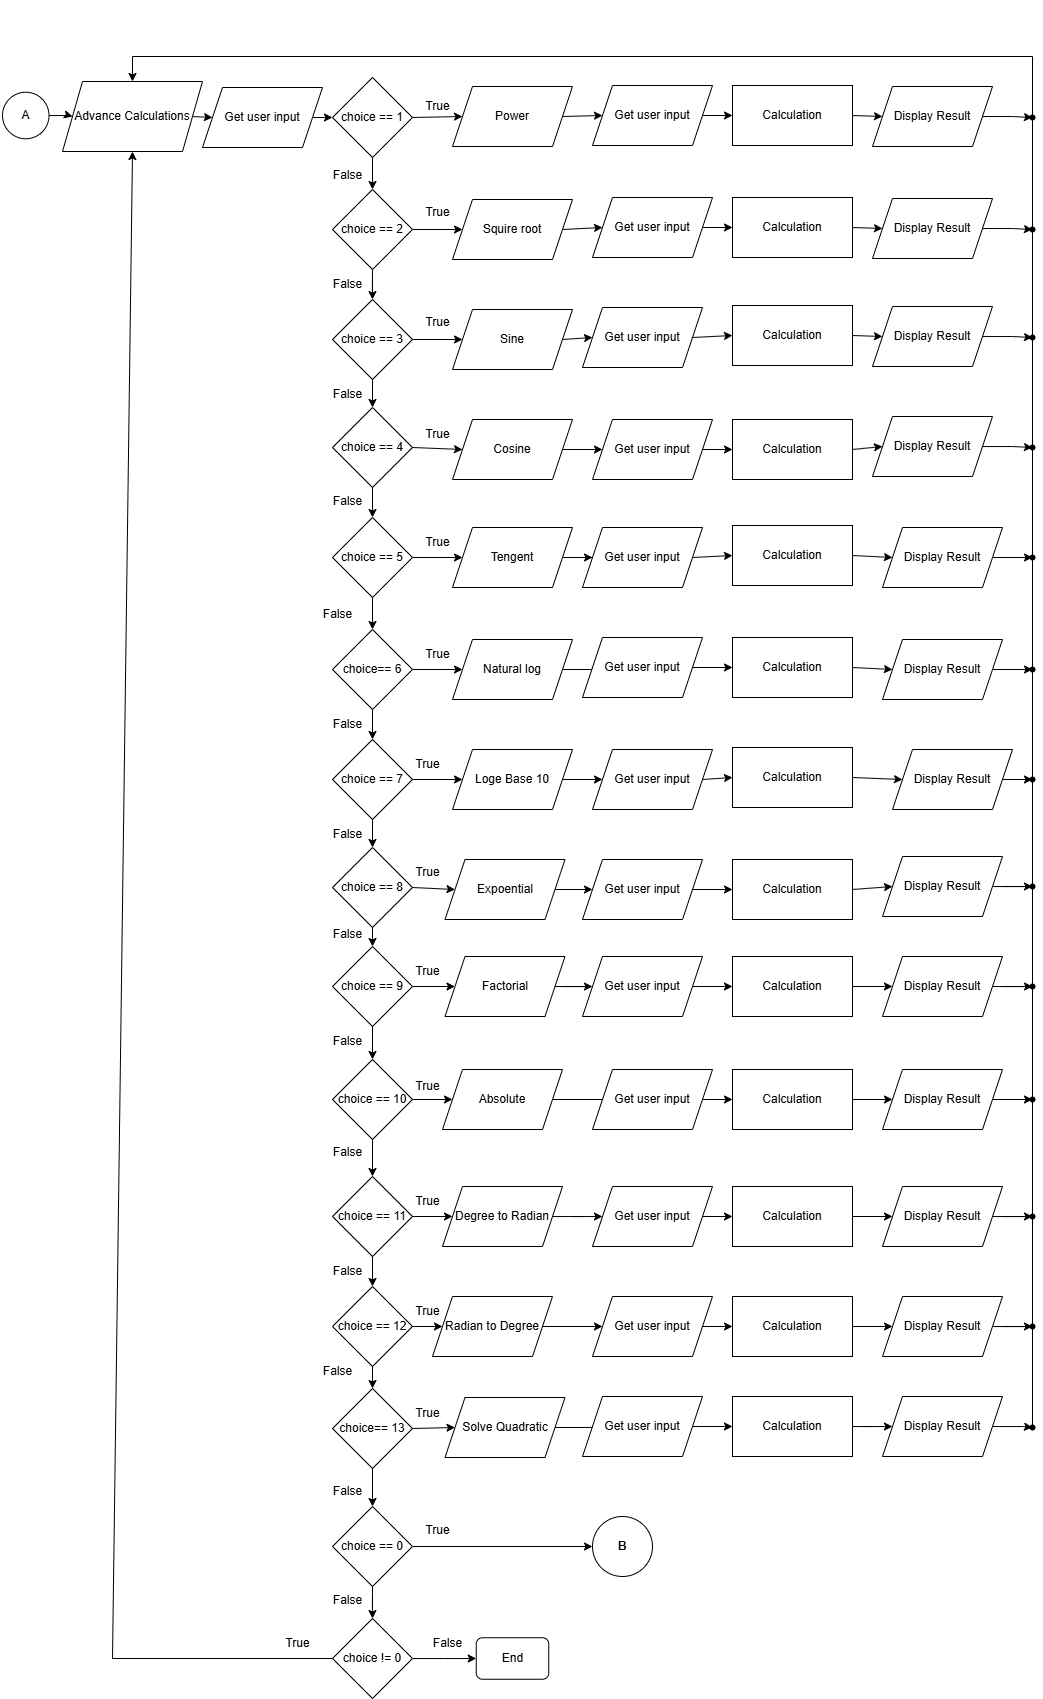 A
Advance Calculations
Get user input
choice == 1
True
Power
Get user input
Calculation
Display Result
False
choice == 2
True
Squire root
Get user input
Calculation
Display Result
False
choice == 3
True
Sine
Get user input
Calculation
Display Result
False
choice == 4
True
Cosine
Get user input
Calculation
Display Result
False
choice == 5
True
Tengent
Get user input
Calculation
Display Result
False
choice== 6
True
Natural log
Get user input
Calculation
Display Result
False
choice == 7
True
Loge Base 10
Get user input
Calculation
Display Result
False
choice == 8
True
Expoential
Get user input
Calculation
Display Result
False
choice == 9
True
Factorial
Get user input
Calculation
Display Result
False
choice == 10
True
Absolute
Get user input
Calculation
Display Result
False
choice == 11
True
Degree to Radian
Get user input
Calculation
Display Result
False
choice == 12
True
Radian to Degree
Get user input
Calculation
Display Result
False
choice== 13
True
Solve Quadratic
Get user input
Calculation
Display Result
False
choice == 0
True
B
False
choice != 0
True
False
End